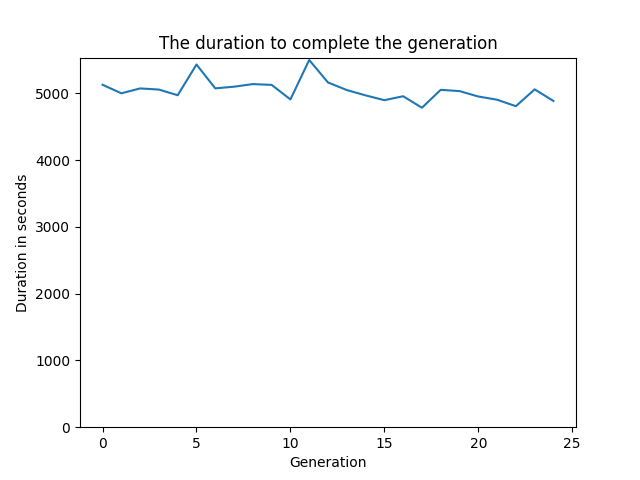 The duration to complete the generation
Duration in seconds
5000
4000
3000
2000
1000
0
0 5 10 15 20 25
Generation